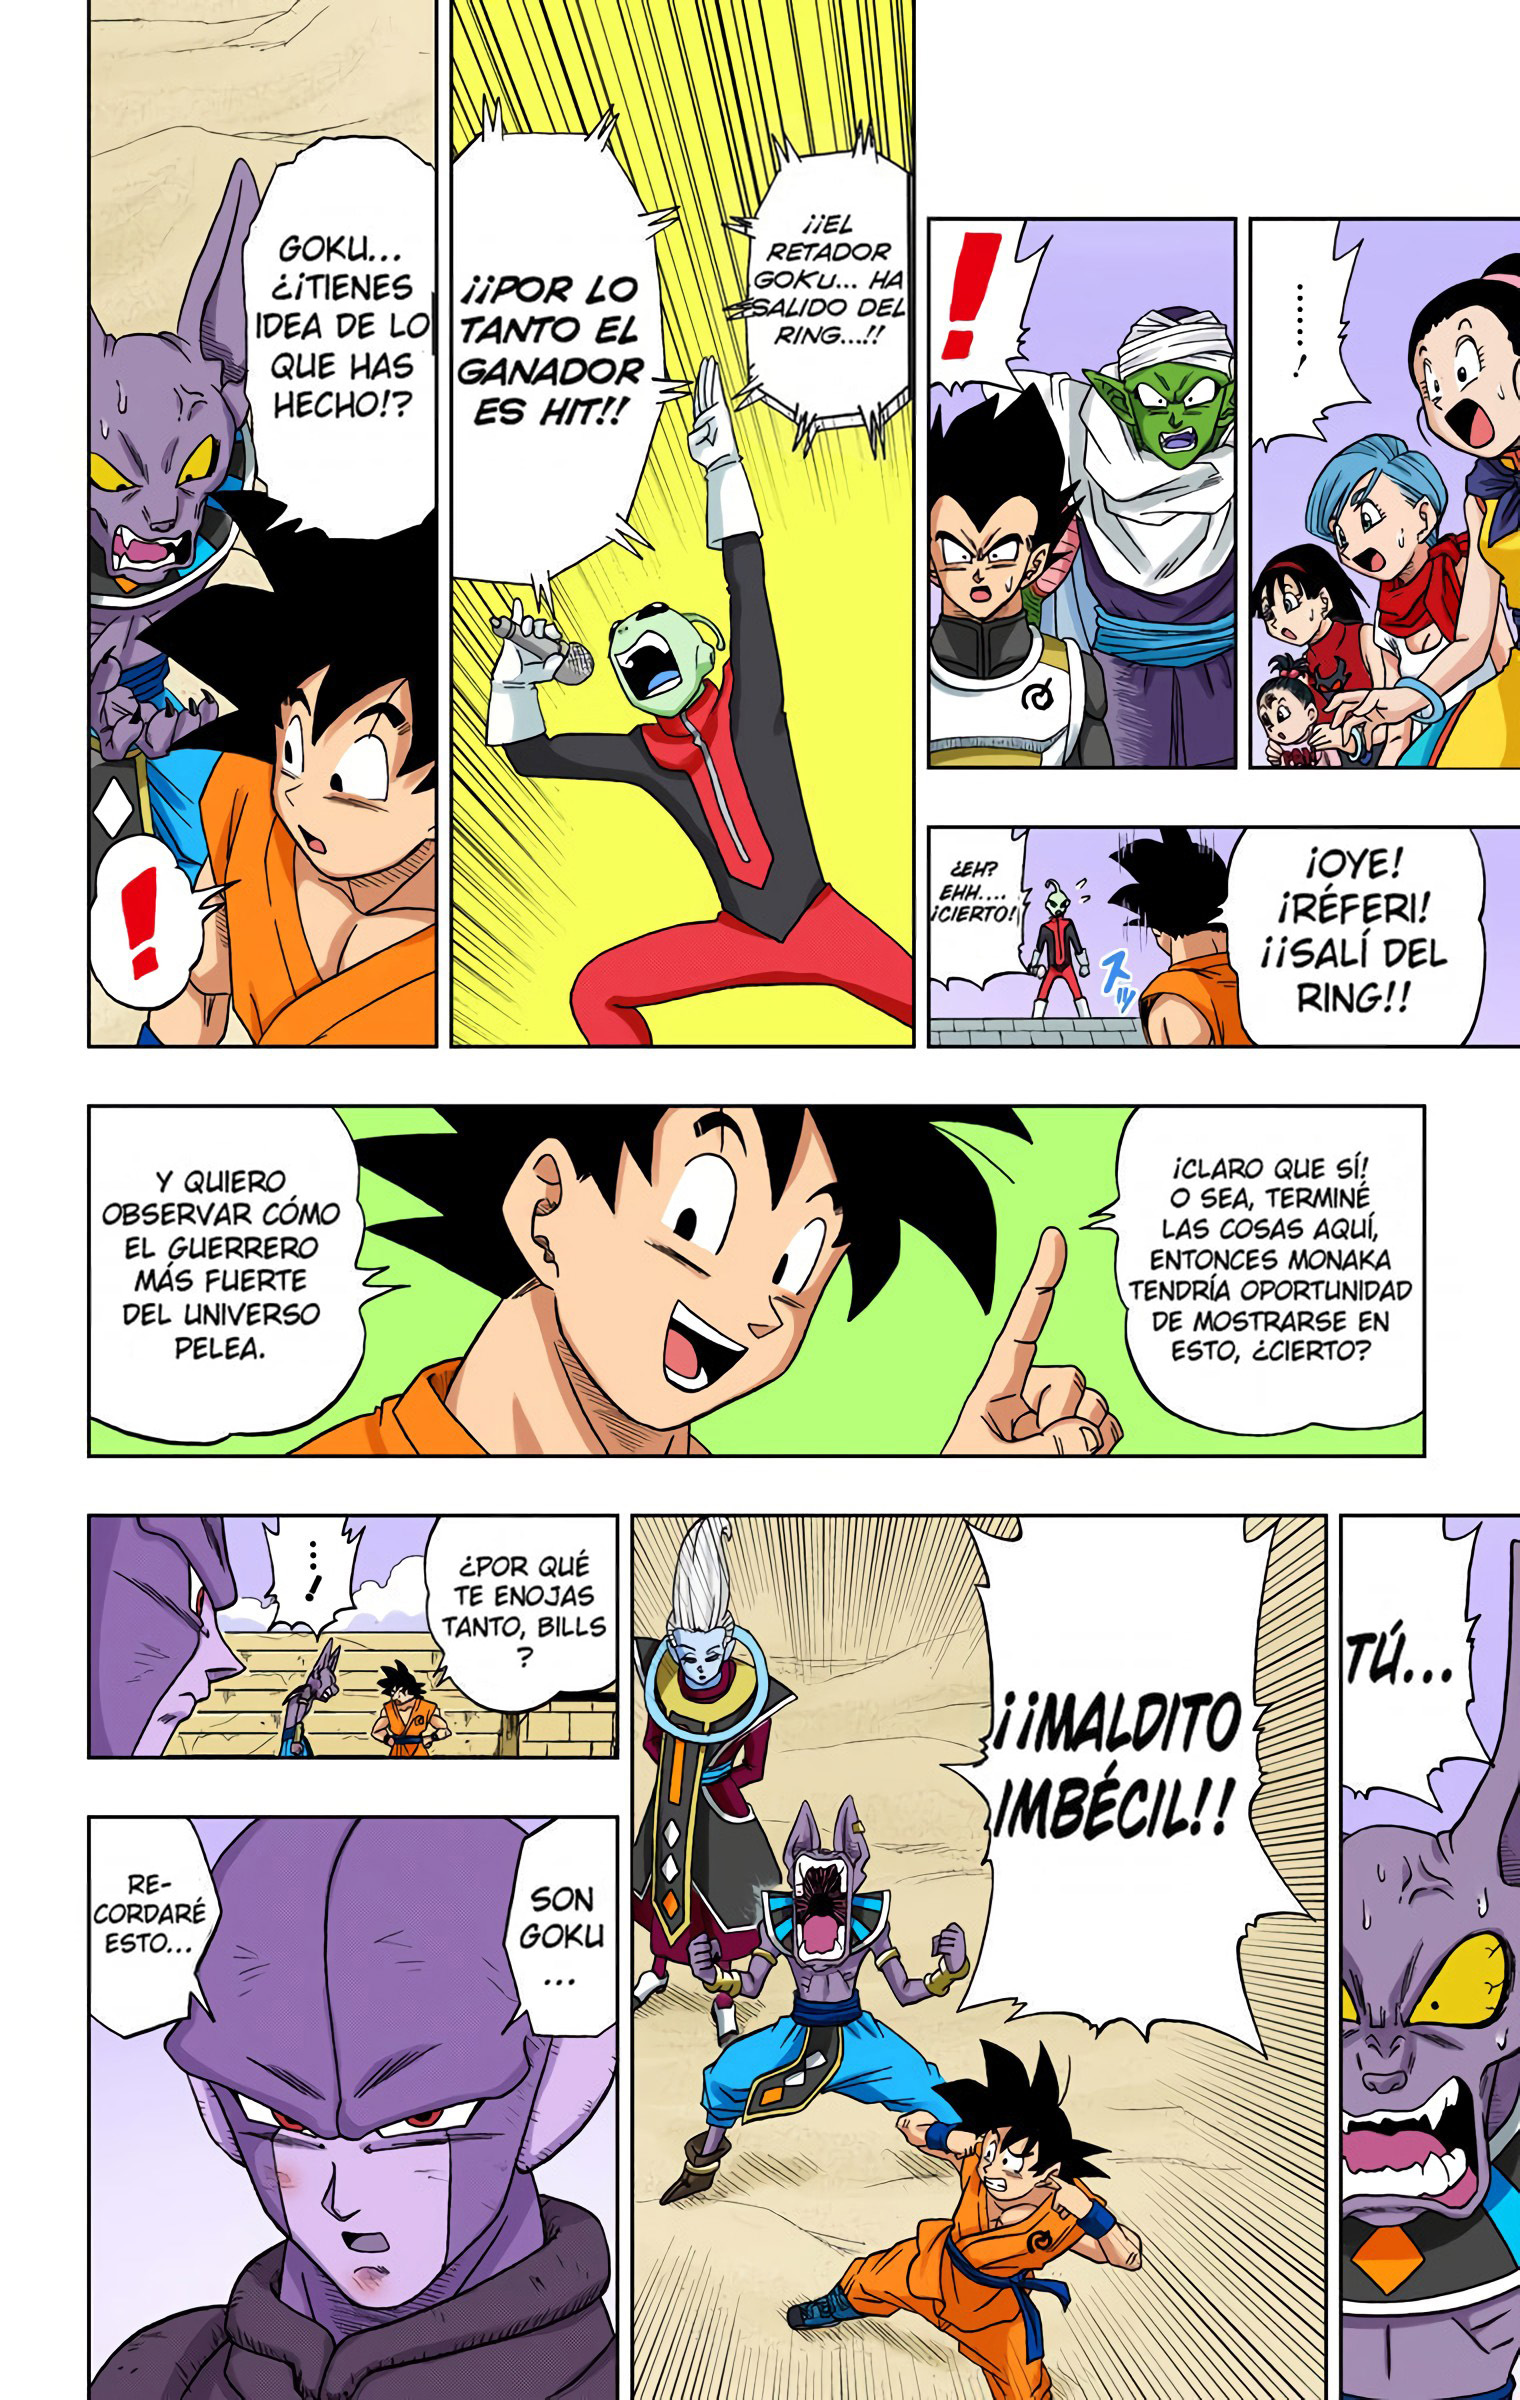 ¡OYE!
¡RÉFERI!
¡¡SALÍ DEL
RING!!
¿EH?
EHH....
¡CIERTO!
ズッ
¡¡EL
RETADOR
GOKU... HA
SALIDO DEL
RING...!!
¡¡POR LO
TANTO EL
GANADOR
ES HIT!!
GOKU...
¿¡TIENES
IDEA DE LO
QUE HAS
HECHO!?
¡CLARO QUE SÍ!
O SEA, TERMINÉ
LAS COSAS AQUÍ,
ENTONCES MONAKA
TENDRÍA OPORTUNIDAD
DE MOSTRARSE EN
ESTO, ¿CIERTO?
Y QUIERO
OBSERVAR CÓMO
EL GUERRERO
MÁS FUERTE
DEL UNIVERSO
PELEA.
TÚ...
¡¡MALDITO
IMBÉCIL!!
¿POR QUÉ
TE ENOJAS
TANTO, BILLS
?
SON
GOKU
...
RE-
CORDARÉ
ESTO...